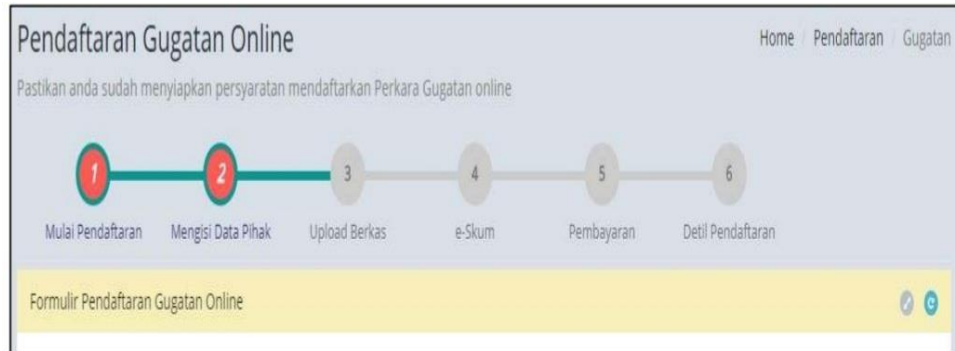 Pendaftaran Gugatan Online
Home / Pendaftaran / Gugatan
Pastikan anda sudah menyiapkan persyaratan mendaftarkan Perkara Gugatan online
1 2 3 4 5 6
Mulai Pendaftaran Mengisi Data Pihak Upload Berkas e-Skum Pembayaran Detil Pendaftaran
Formulir Pendaftaran Gugatan Online